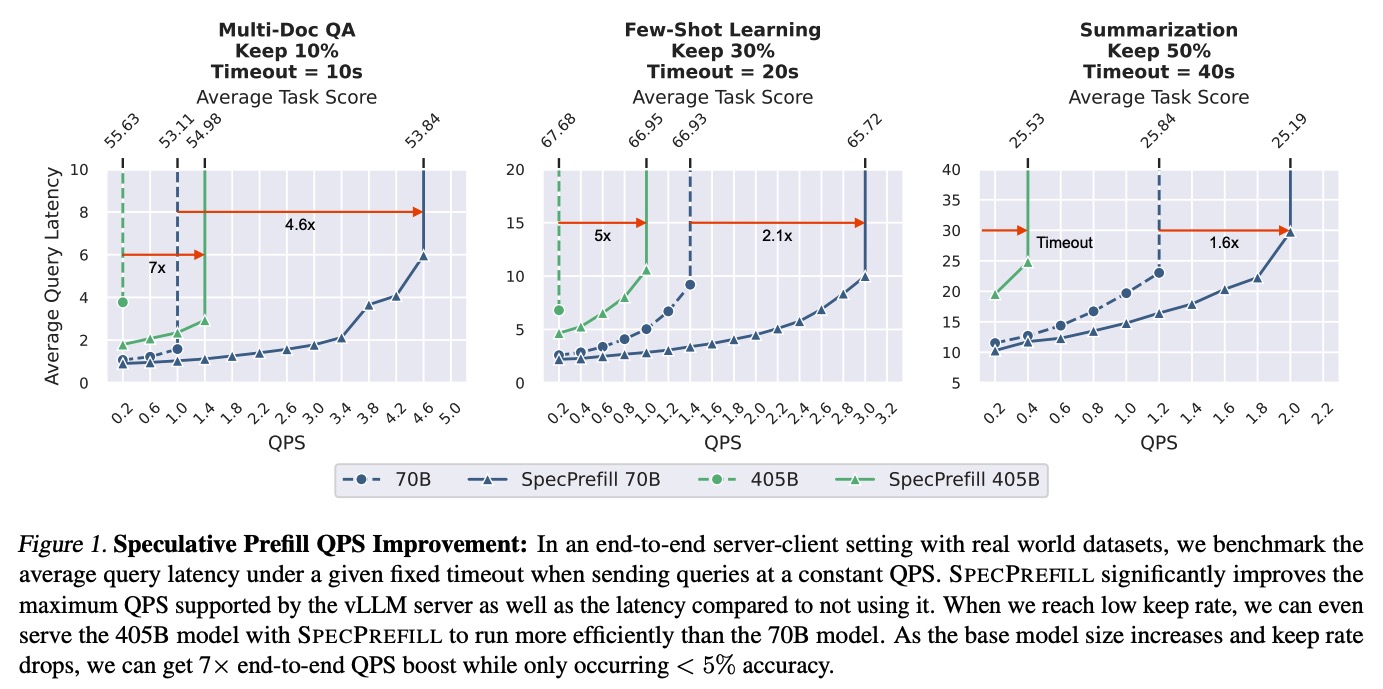 Multi-Doc QA
Keep 10%
Timeout = 10s
Average Task Score
55.63
53.11
54.98
53.84
Average Query Latency
10
8
6
4
2
0
4.6x
7x
0.2
0.6
1.0
1.4
1.8
2.2
2.6
3.0
3.4
3.8
4.2
4.6
5.0
QPS
Few-Shot Learning
Keep 30%
Timeout = 20s
Average Task Score
67.68
66.95
66.93
65.72
20
15
10
5
0
5x
2.1x
0.2
0.4
0.6
0.8
1.0
1.2
1.4
1.6
1.8
2.0
2.2
2.4
2.6
2.8
3.0
3.2
QPS
Summarization
Keep 50%
Timeout = 40s
Average Task Score
25.53
25.84
25.19
40
35
30
25
20
15
10
5
Timeout
1.6x
0.2
0.4
0.6
0.8
1.0
1.2
1.4
1.6
1.8
2.0
2.2
QPS
70B
SpecPrefill 70B
405B
SpecPrefill 405B
Figure 1. Speculative Prefill QPS Improvement: In an end-to-end server-client setting with real world datasets, we benchmark the
average query latency under a given fixed timeout when sending queries at a constant QPS. SPECPREFILL significantly improves the
maximum QPS supported by the vLLM server as well as the latency compared to not using it. When we reach low keep rate, we can even
serve the 405B model with SPECPREFILL to run more efficiently than the 70B model. As the base model size increases and keep rate
drops, we can get 7× end-to-end QPS boost while only occurring < 5% accuracy.